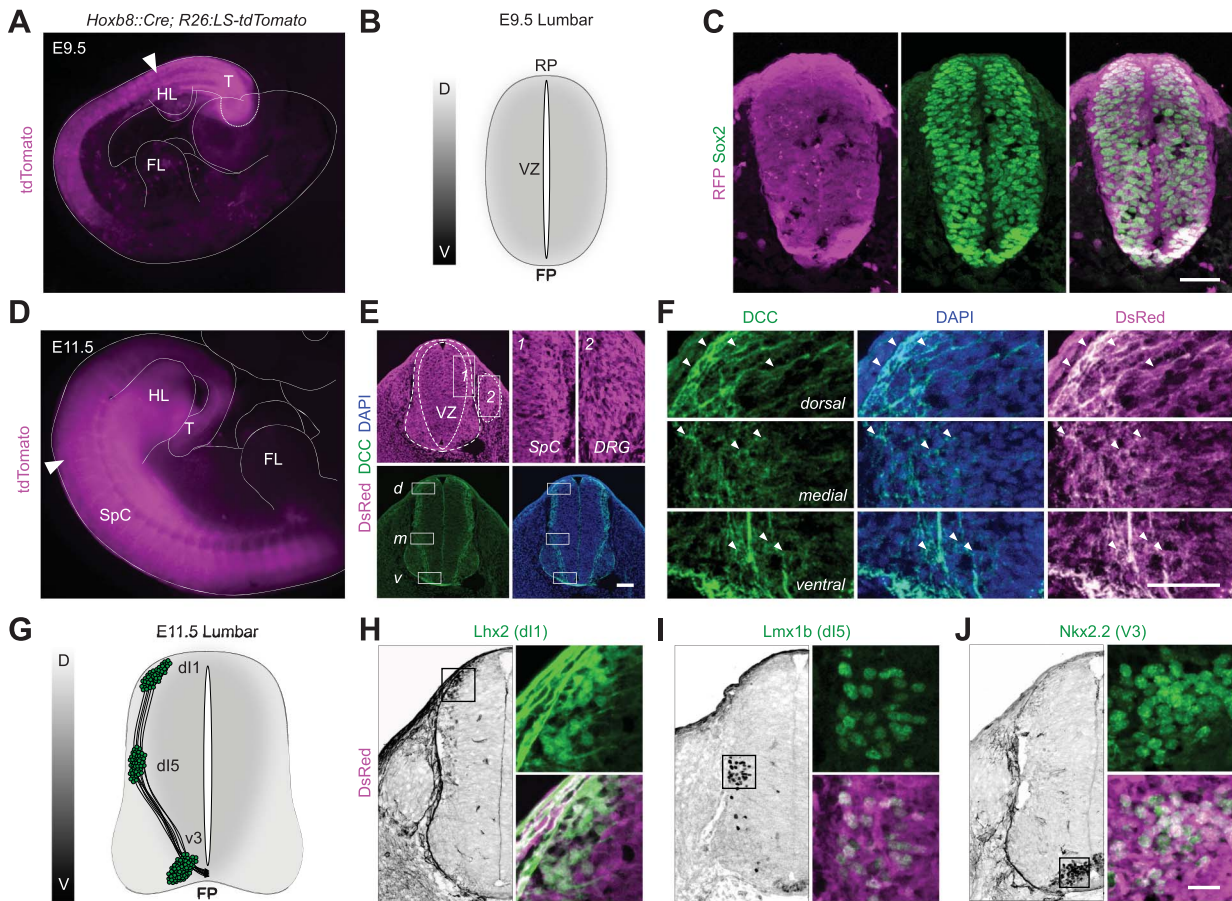 A
Hoxb8::Cre; R26:LS-tdTomato
E9.5
HL
T
FL
tdTomato
B
E9.5 Lumbar
D
V
RP
VZ
FP
C
RFP Sox2
D
E11.5
HL
T
FL
SpC
tdTomato
E
DsRed DCC DAPI
1
2
VZ
1
2
SpC
DRG
d
m
v
F
DCC
DAPI
DsRed
dorsal
medial
ventral
G
E11.5 Lumbar
D
V
dI1
dI5
v3
FP
H
Lhx2 (dI1)
DsRed
I
Lmx1b (dI5)
J
Nkx2.2 (V3)